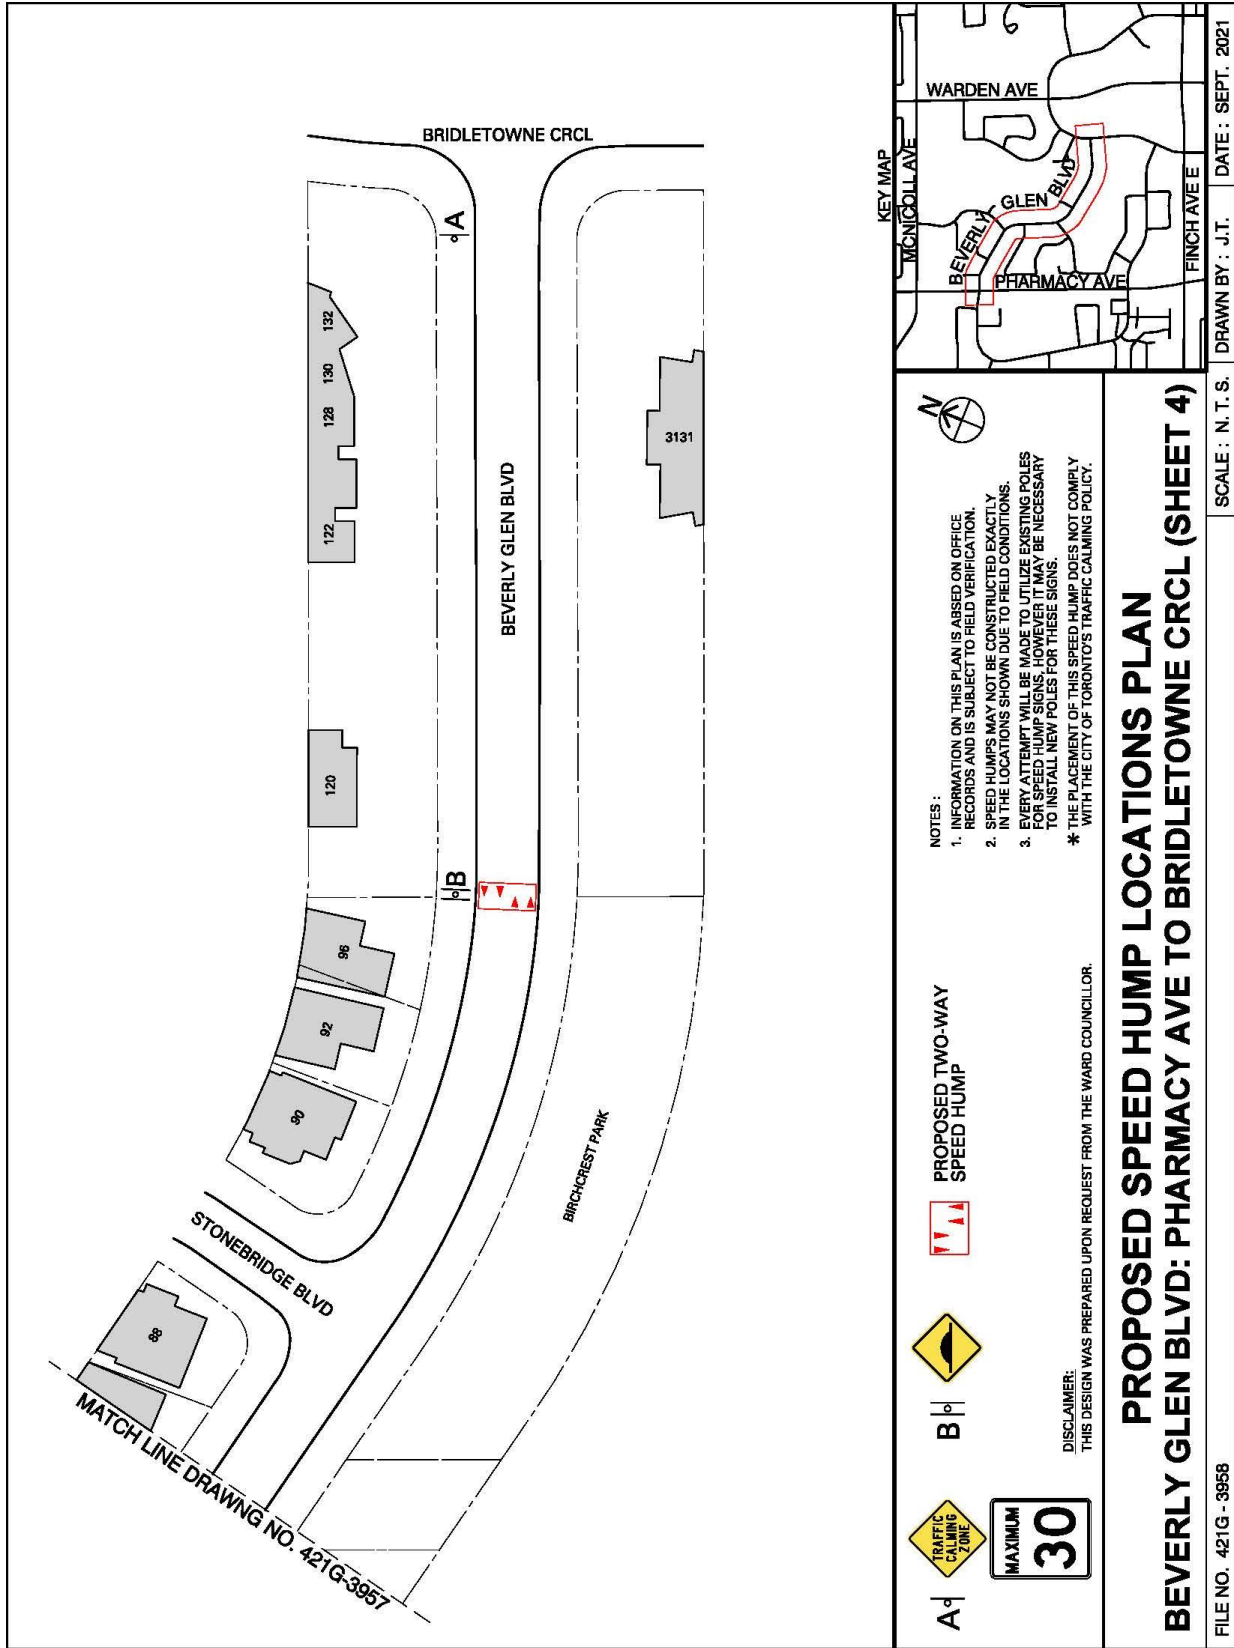 BRIDLETOWNE CRCL
A
132
130
128
122
3131
BEVERLY GLEN BLVD
120
B
96
92
90
BIRCHCREST PARK
STONEBRIDGE BLVD
88
MATCH LINE DRAWNG NO. 421G-3957
A
TRAFFIC
CALMING
ZONE
MAXIMUM
30
B
PROPOSED TWO-WAY
SPEED HUMP
DISCLAIMER:
THIS DESIGN WAS PREPARED UPON REQUEST FROM THE WARD COUNCILLOR.
NOTES :
1. INFORMATION ON THIS PLAN IS ABSED ON OFFICE
RECORDS AND IS SUBJECT TO FIELD VERIFICATION.
2. SPEED HUMPS MAY NOT BE CONSTRUCTED EXACTLY
IN THE LOCATIONS SHOWN DUE TO FIELD CONDITIONS.
3. EVERY ATTEMPT WILL BE MADE TO UTILIZE EXISTING POLES
FOR SPEED HUMP SIGNS, HOWEVER IT MAY BE NECESSARY
TO INSTALL NEW POLES FOR THESE SIGNS.
* THE PLACEMENT OF THIS SPEED HUMP DOES NOT COMPLY
WITH THE CITY OF TORONTO'S TRAFFIC CALMING POLICY.
N
KEY MAP
MCNICOLL AVE
WARDEN AVE
BEVERLY GLEN BLVD
PHARMACY AVE
FINCH AVE E
PROPOSED SPEED HUMP LOCATIONS PLAN
BEVERLY GLEN BLVD: PHARMACY AVE TO BRIDLETOWNE CRCL (SHEET 4)
FILE NO. 421G - 3958
SCALE : N. T. S.
DRAWN BY : J.T.
DATE : SEPT. 2021